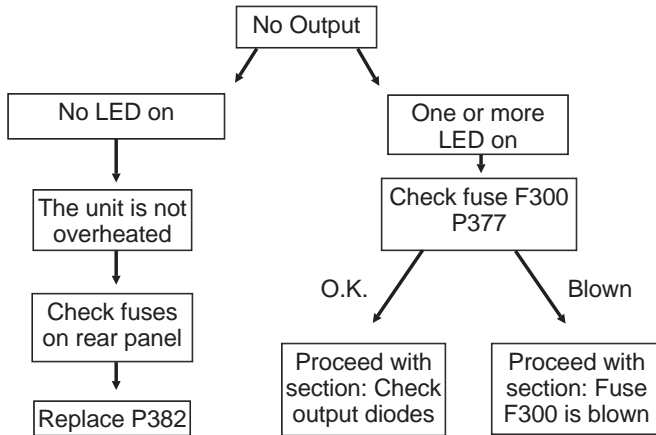 No Output
No LED on
One or more
LED on
The unit is not
overheated
Check fuse F300
P377
O.K.
Blown
Check fuses
on rear panel
Proceed with
section: Check
output diodes
Proceed with
section: Fuse
F300 is blown
Replace P382